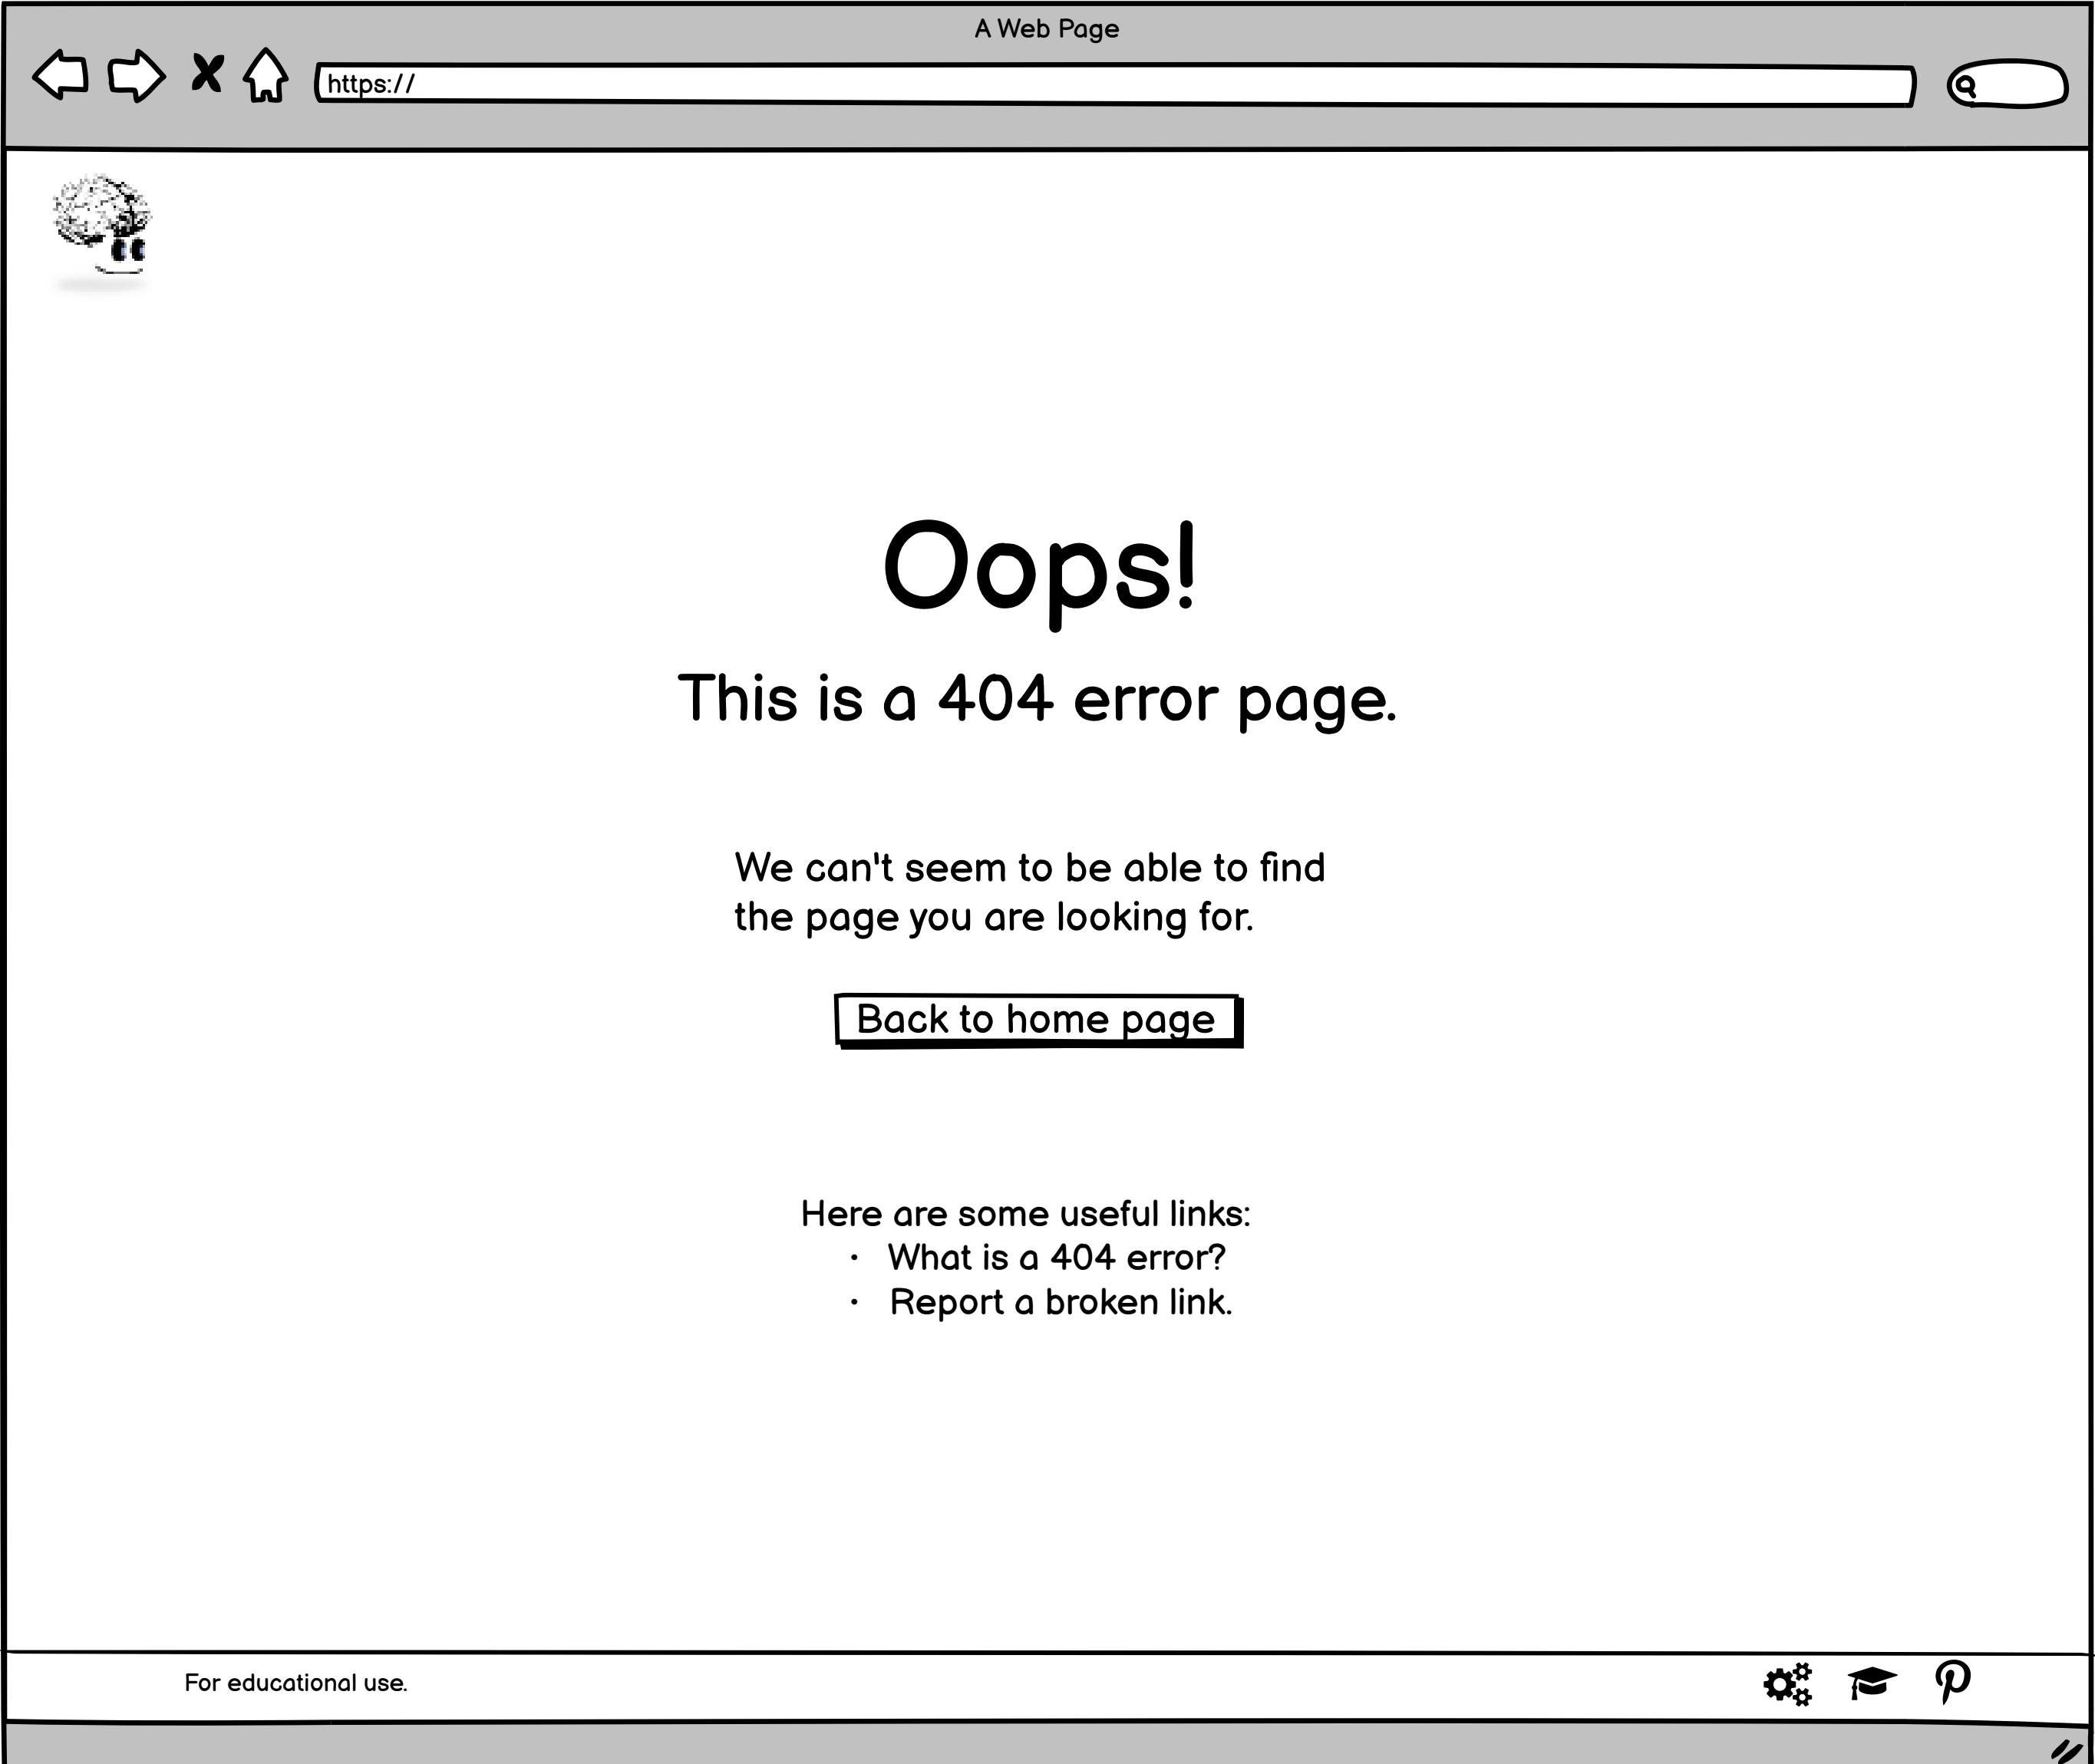 A Web Page
https://
Oops!
This is a 404 error page.
We can't seem to be able to find
the page you are looking for.
Back to home page
Here are some useful links:
• What is a 404 error?
• Report a broken link.
For educational use.